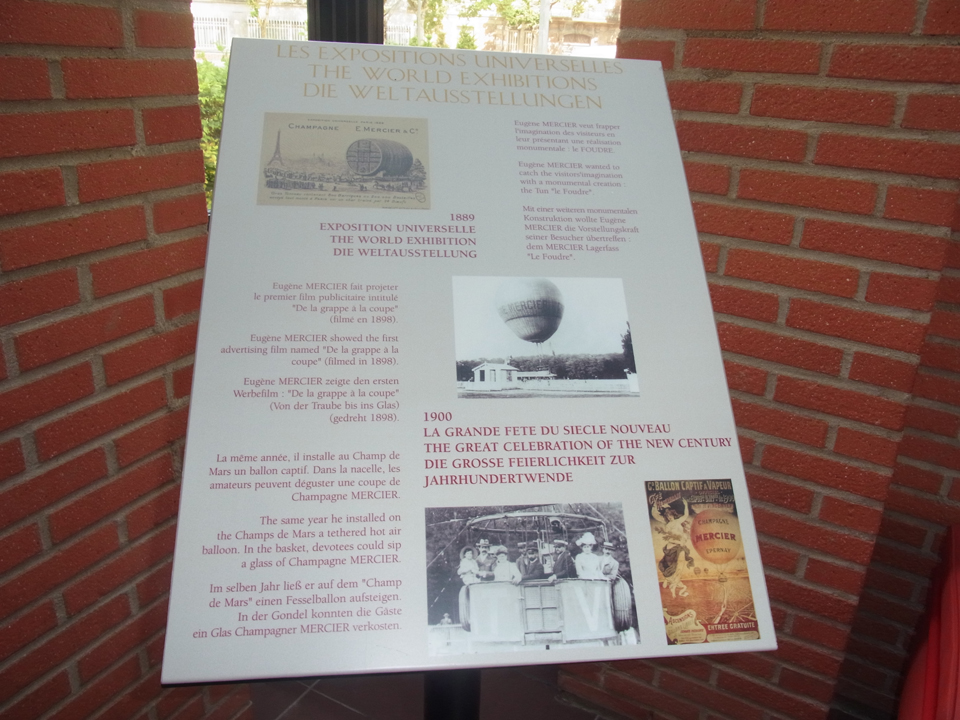 LES EXPOSITIONS UNIVERSELLES
THE WORLD EXHIBITIONS
DIE WELTAUSSTELLUNGEN
CHAMPAGNE E. MERCIER & Cº
1889
EXPOSITION UNIVERSELLE
THE WORLD EXHIBITION
DIE WELTAUSSTELLUNG
Eugène MERCIER veut frapper
l'imagination des visiteurs en
leur présentant une réalisation
monumentale : le FOUDRE
Eugène MERCIER wanted to
catch the visitors'imagination
with a monumental creation :
the Tun "le Foudre".
Mit einer weiteren monumentalen
Konstruktion wollte Eugène
MERCIER die Vorstellungskraft
seiner Besucher übertreffen :
dem MERCIER Lagerfass
"Le Foudre".
Eugène MERCIER fait projeter
le premier film publicitaire intitulé
"De la grappe à la coupe"
(filmé en 1898).
Eugène MERCIER showed the first
advertising film named "De la grappe à la
coupe" (filmed in 1898).
Eugène MERCIER zeigte den ersten
Werbefilm : "De la grappe à la coupe"
(Von der Traube bis ins Glas)
(gedreht 1898).
E. MERCIER
1900
LA GRANDE FETE DU SIECLE NOUVEAU
THE GREAT CELEBRATION OF THE NEW CENTURY
DIE GROSSE FEIERLICHKEIT ZUR
JAHRHUNDERTWENDE
La même année, il installe au Champ de
Mars un ballon captif. Dans la nacelle, les
amateurs peuvent déguster une coupe de
Champagne MERCIER.
The same year he installed on
the Champs de Mars a tethered hot air
balloon. In the basket, devotees could sip
a glass of Champagne MERCIER.
Im selben Jahr ließ er auf dem "Champ
de Mars" einen Fesselballon aufsteigen.
In der Gondel konnten die Gäste
ein Glas Champagner MERCIER verkosten.
Gd BALLON CAPTIF A VAPEUR
CHAMPAGNE
MERCIER
EPERNAY
ENTRÉE GRATUITE